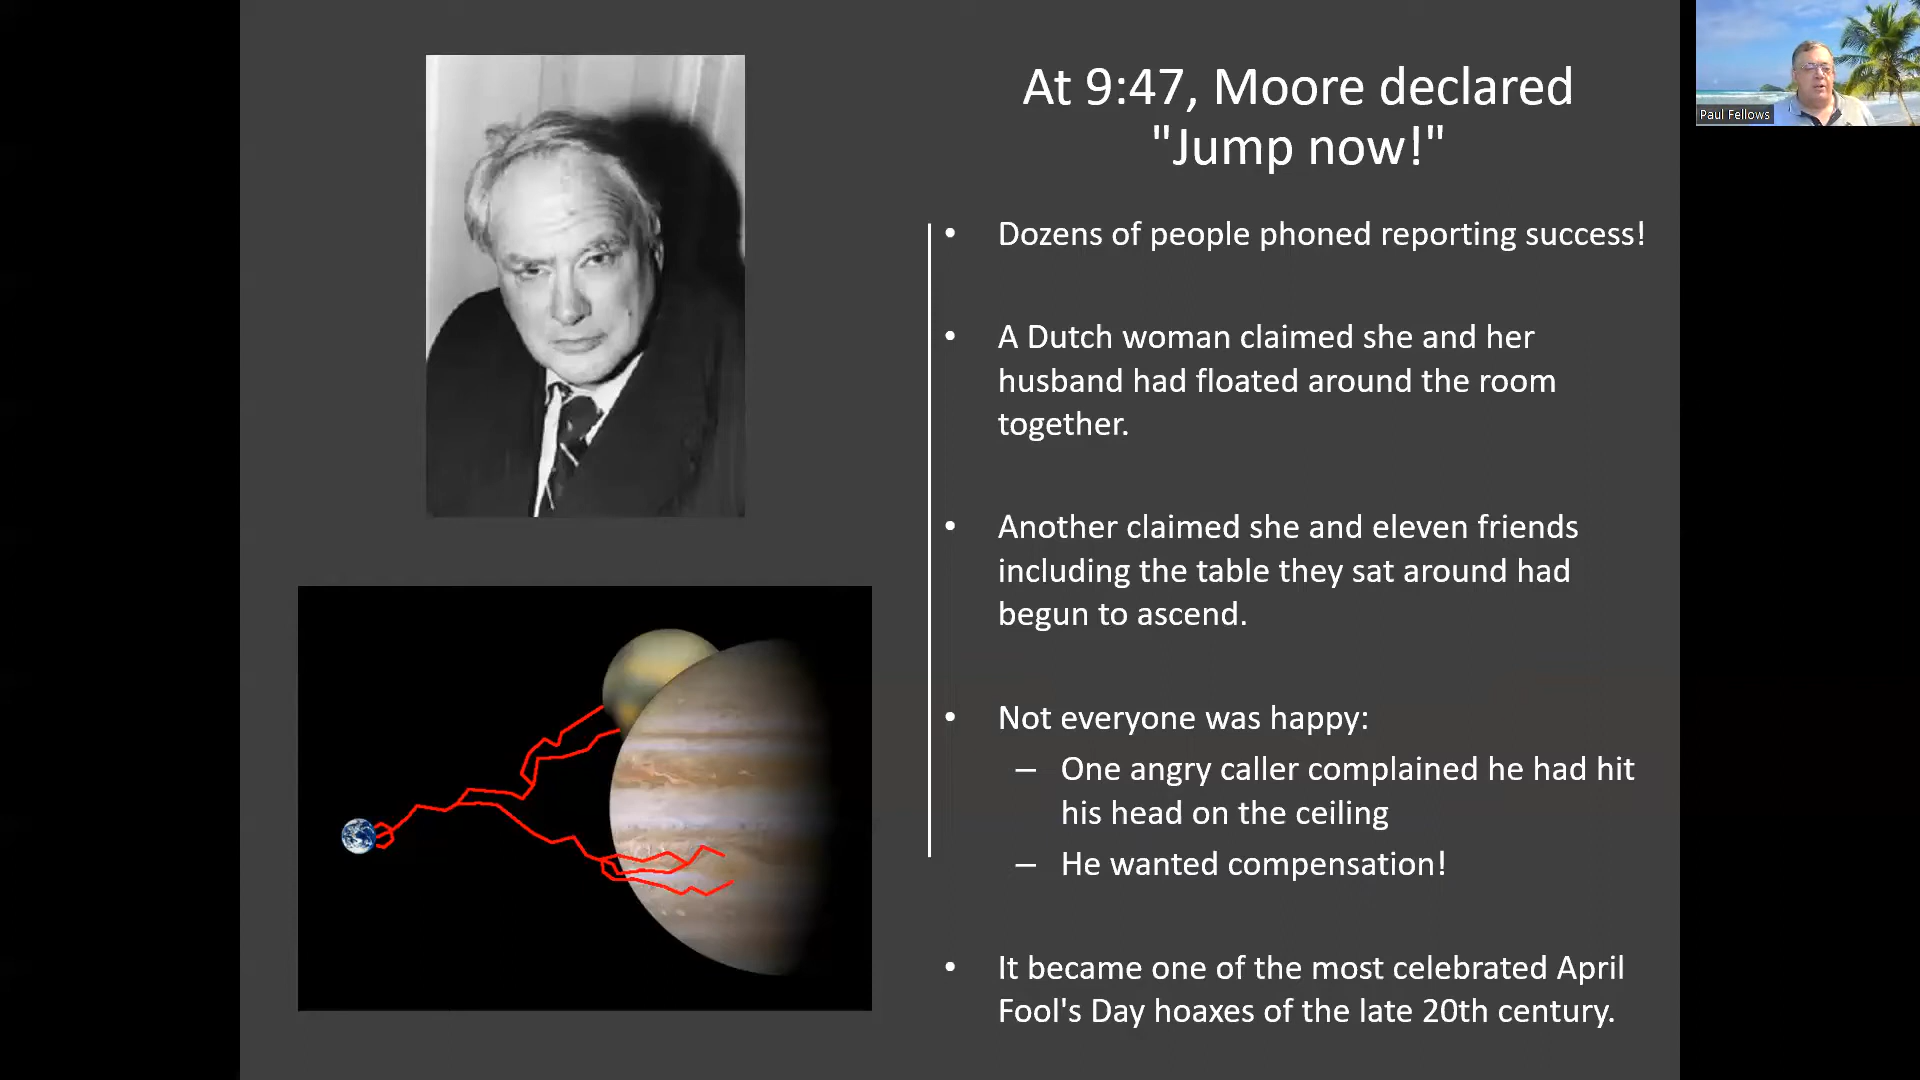 At 9:47, Moore declared
"Jump now!"
• Dozens of people phoned reporting success!
• A Dutch woman claimed she and her
husband had floated around the room
together.
• Another claimed she and eleven friends
including the table they sat around had
begun to ascend.
• Not everyone was happy:
– One angry caller complained he had hit
his head on the ceiling
– He wanted compensation!
• It became one of the most celebrated April
Fool's Day hoaxes of the late 20th century.
Paul Fellows